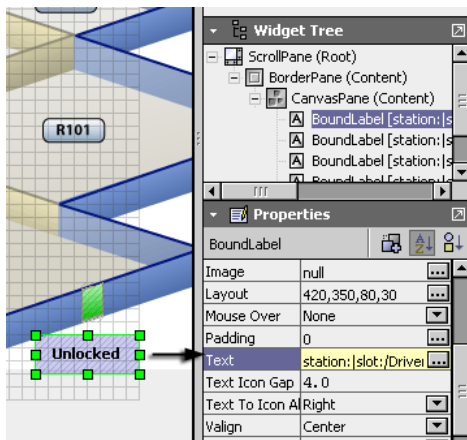 R101
Unlocked
Widget Tree
ScrollPane (Root)
BorderPane (Content)
CanvasPane (Content)
BoundLabel [station:|s
BoundLabel [station:|s
BoundLabel [station:|s
BoundLabel [station:|s
Properties
BoundLabel
Image null
Layout 420,350,80,30
Mouse Over None
Padding 0
Text station:|slot:/Driver
Text Icon Gap 4.0
Text To Icon Al Right
Valign Center